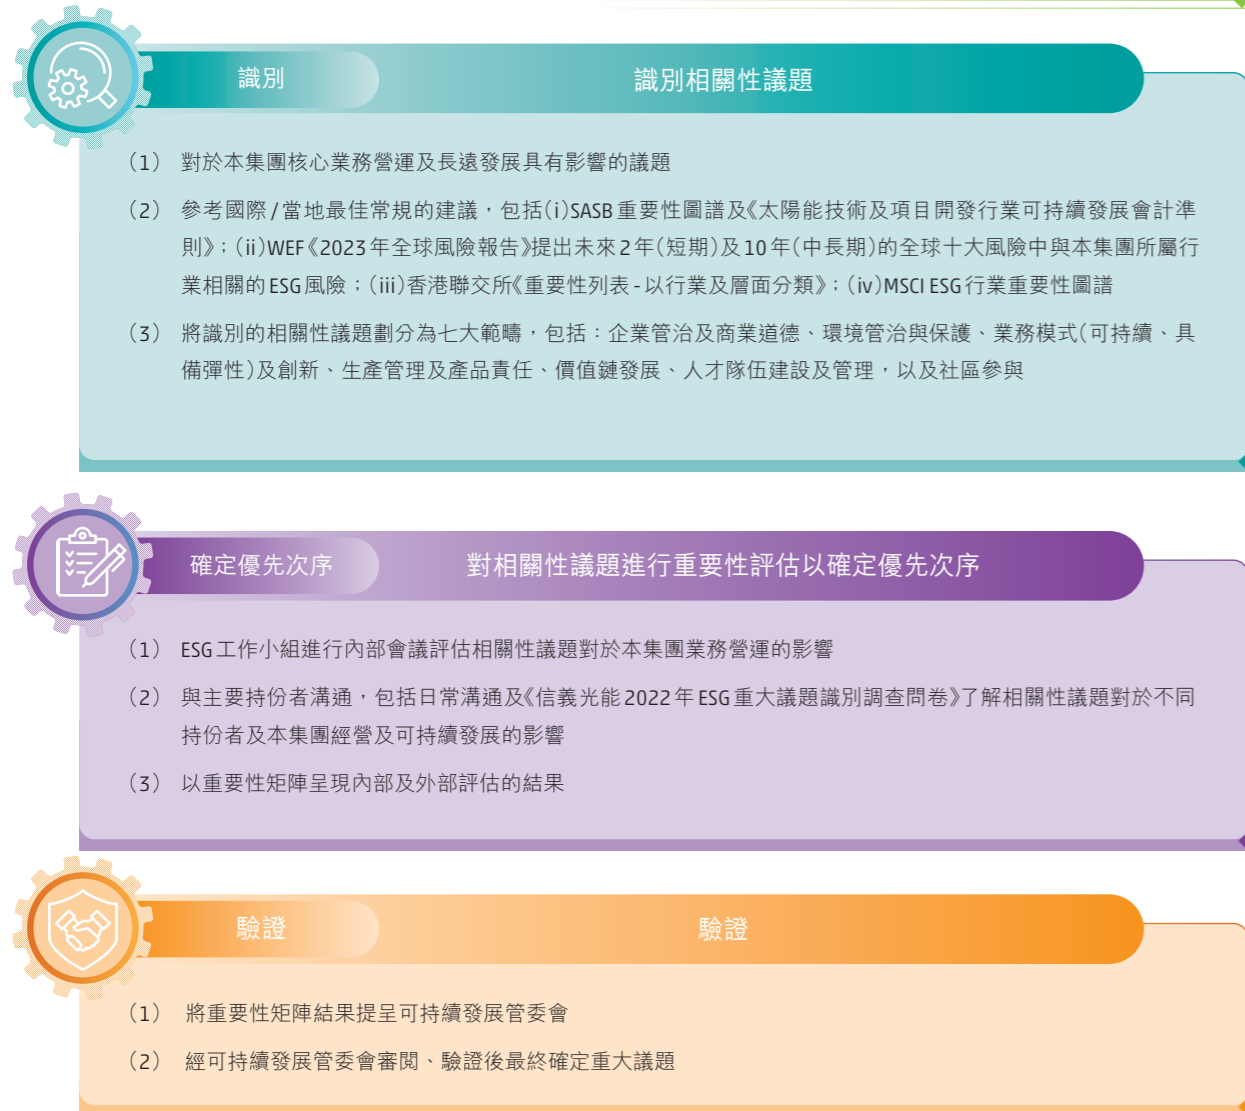 識別
識別相關性議題
（1） 對於本集團核心業務營運及長遠發展具有影響的議題
（2） 參考國際/當地最佳常規的建議，包括(i)SASB重要性圖譜及《太陽能技術及項目開發行業可持續發展會計準
則》；(ii)WEF《2023年全球風險報告》提出未來2年(短期)及10年(中長期)的全球十大風險中與本集團所屬行
業相關的ESG風險；(iii)香港聯交所《重要性列表-以行業及層面分類》；(iv)MSCI ESG行業重要性圖譜
（3） 將識別的相關性議題劃分為七大範疇，包括：企業管治及商業道德、環境管治與保護、業務模式(可持續、具
備彈性)及創新、生產管理及產品責任、價值鏈發展、人才隊伍建設及管理，以及社區參與
確定優先次序
對相關性議題進行重要性評估以確定優先次序
（1） ESG工作小組進行內部會議評估相關性議題對於本集團業務營運的影響
（2） 與主要持份者溝通，包括日常溝通及《信義光能2022年ESG重大議題識別調查問卷》了解相關性議題對於不同
持份者及本集團經營及可持續發展的影響
（3） 以重要性矩陣呈現內部及外部評估的結果
驗證
驗證
（1） 將重要性矩陣結果提呈可持續發展管委會
（2） 經可持續發展管委會審閱、驗證後最終確定重大議題